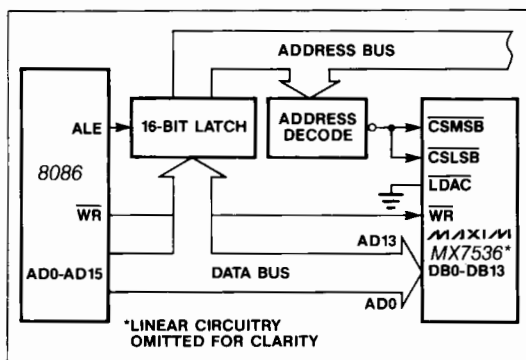 ADDRESS BUS
ALE
16-BIT LATCH
ADDRESS
DECODE
CSMSB
CSLSB
LDAC
8086
WR
WR
MAXIM
MX7536*
DB0-DB13
AD13
AD0-AD15
DATA BUS
AD0
*LINEAR CIRCUITRY
OMITTED FOR CLARITY